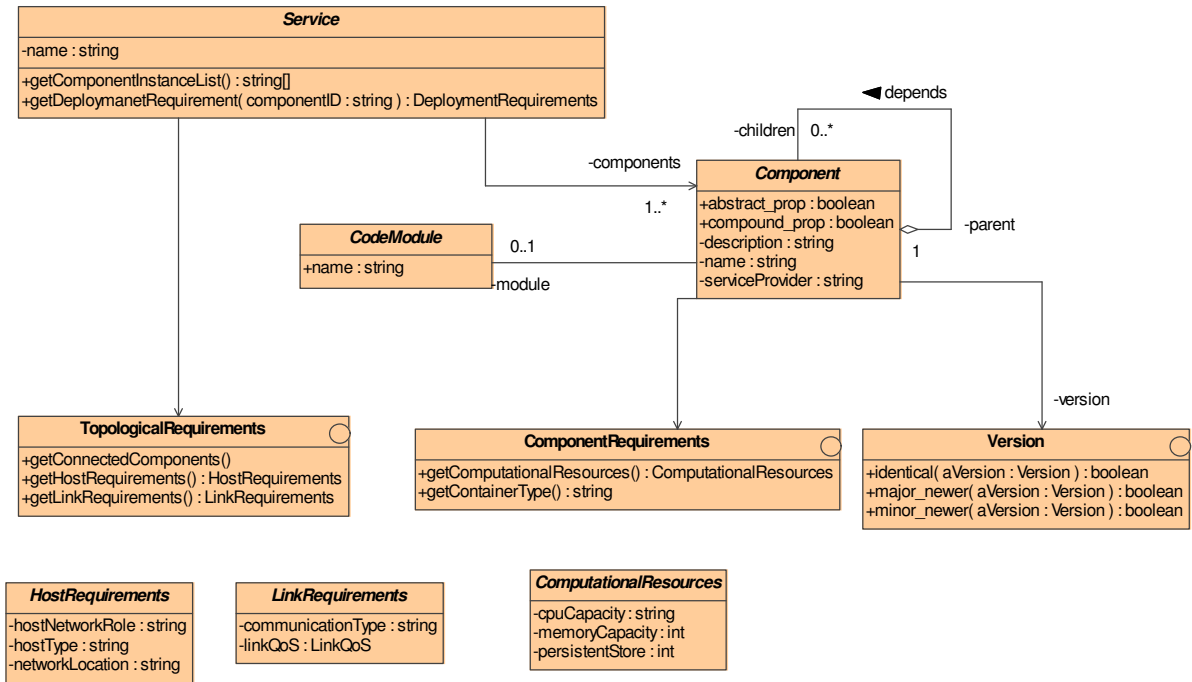 Service
-name : string
+getComponentInstanceList() : string[]
+getDeploymanetRequirement( componentID : string ) : DeploymentRequirements
depends
-children
0..*
-components
1..*
Component
+abstract_prop : boolean
+compound_prop : boolean
-description : string
-name : string
-serviceProvider : string
-parent
1
CodeModule
+name : string
0..1
-module
-version
TopologicalRequirements
+getConnectedComponents()
+getHostRequirements() : HostRequirements
+getLinkRequirements() : LinkRequirements
ComponentRequirements
+getComputationalResources() : ComputationalResources
+getContainerType() : string
Version
+identical( aVersion : Version ) : boolean
+major_newer( aVersion : Version ) : boolean
+minor_newer( aVersion : Version ) : boolean
HostRequirements
-hostNetworkRole : string
-hostType : string
-networkLocation : string
LinkRequirements
-communicationType : string
-linkQoS : LinkQoS
ComputationalResources
-cpuCapacity : string
-memoryCapacity : int
-persistentStore : int